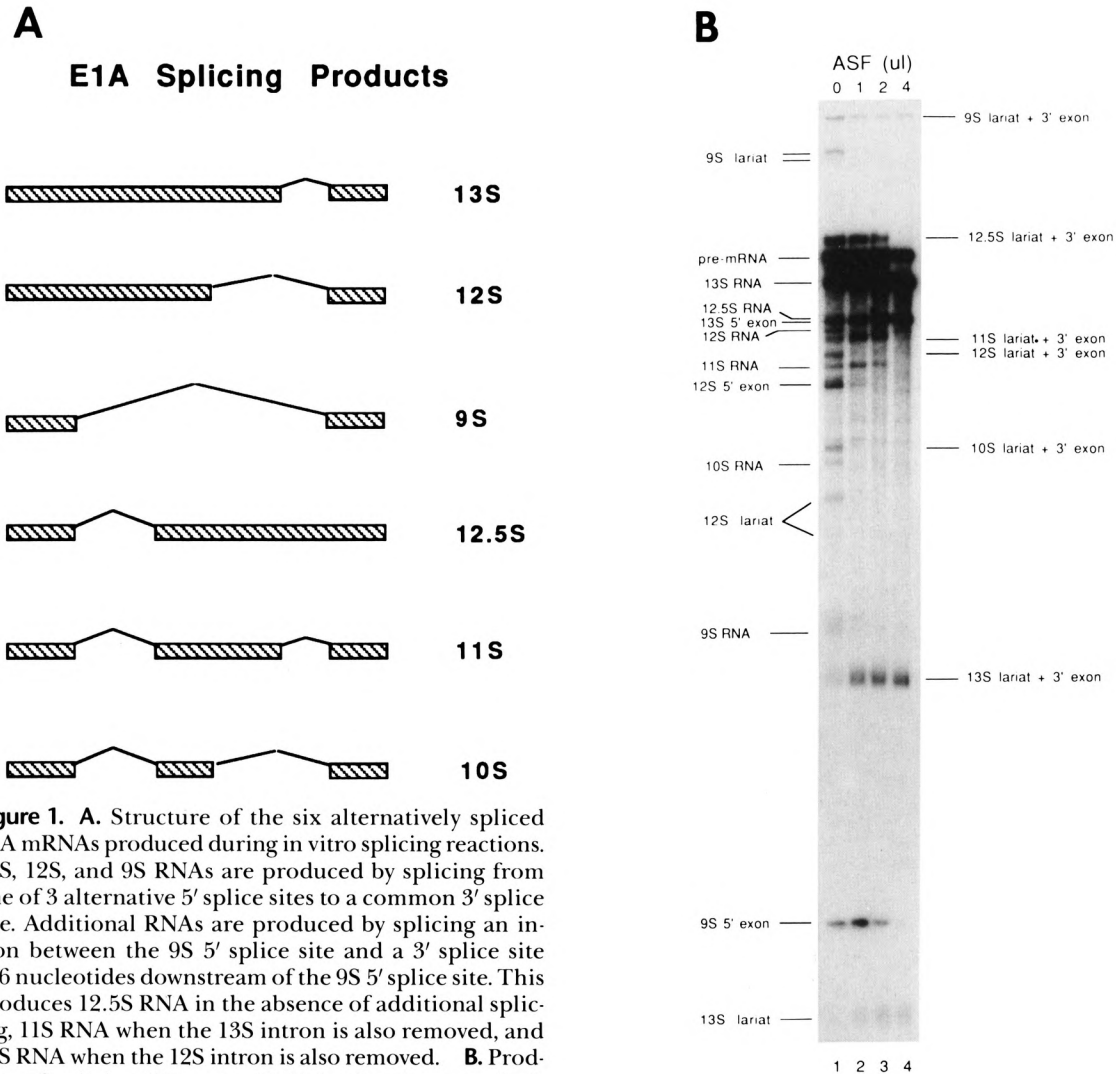 A
E1A Splicing Products
13S
12S
9S
12.5S
11S
10S
gure 1. A. Structure of the six alternatively spliced
A mRNAs produced during in vitro splicing reactions.
S, 12S, and 9S RNAs are produced by splicing from
e of 3 alternative 5′ splice sites to a common 3′ splice
e. Additional RNAs are produced by splicing an in-
on between the 9S 5′ splice site and a 3′ splice site
6 nucleotides downstream of the 9S 5′ splice site. This
oduces 12.5S RNA in the absence of additional splic-
g, 11S RNA when the 13S intron is also removed, and
S RNA when the 12S intron is also removed. B. Prod-
B
ASF (ul)
0 1 2 4
9S lariat + 3' exon
9S lariat
12.5S lariat + 3' exon
pre-mRNA
13S RNA
12.5S RNA
13S 5' exon
12S RNA
11S lariat + 3' exon
12S lariat + 3' exon
11S RNA
12S 5' exon
10S lariat + 3' exon
10S RNA
12S lariat
9S RNA
13S lariat + 3' exon
9S 5' exon
13S lariat
1 2 3 4